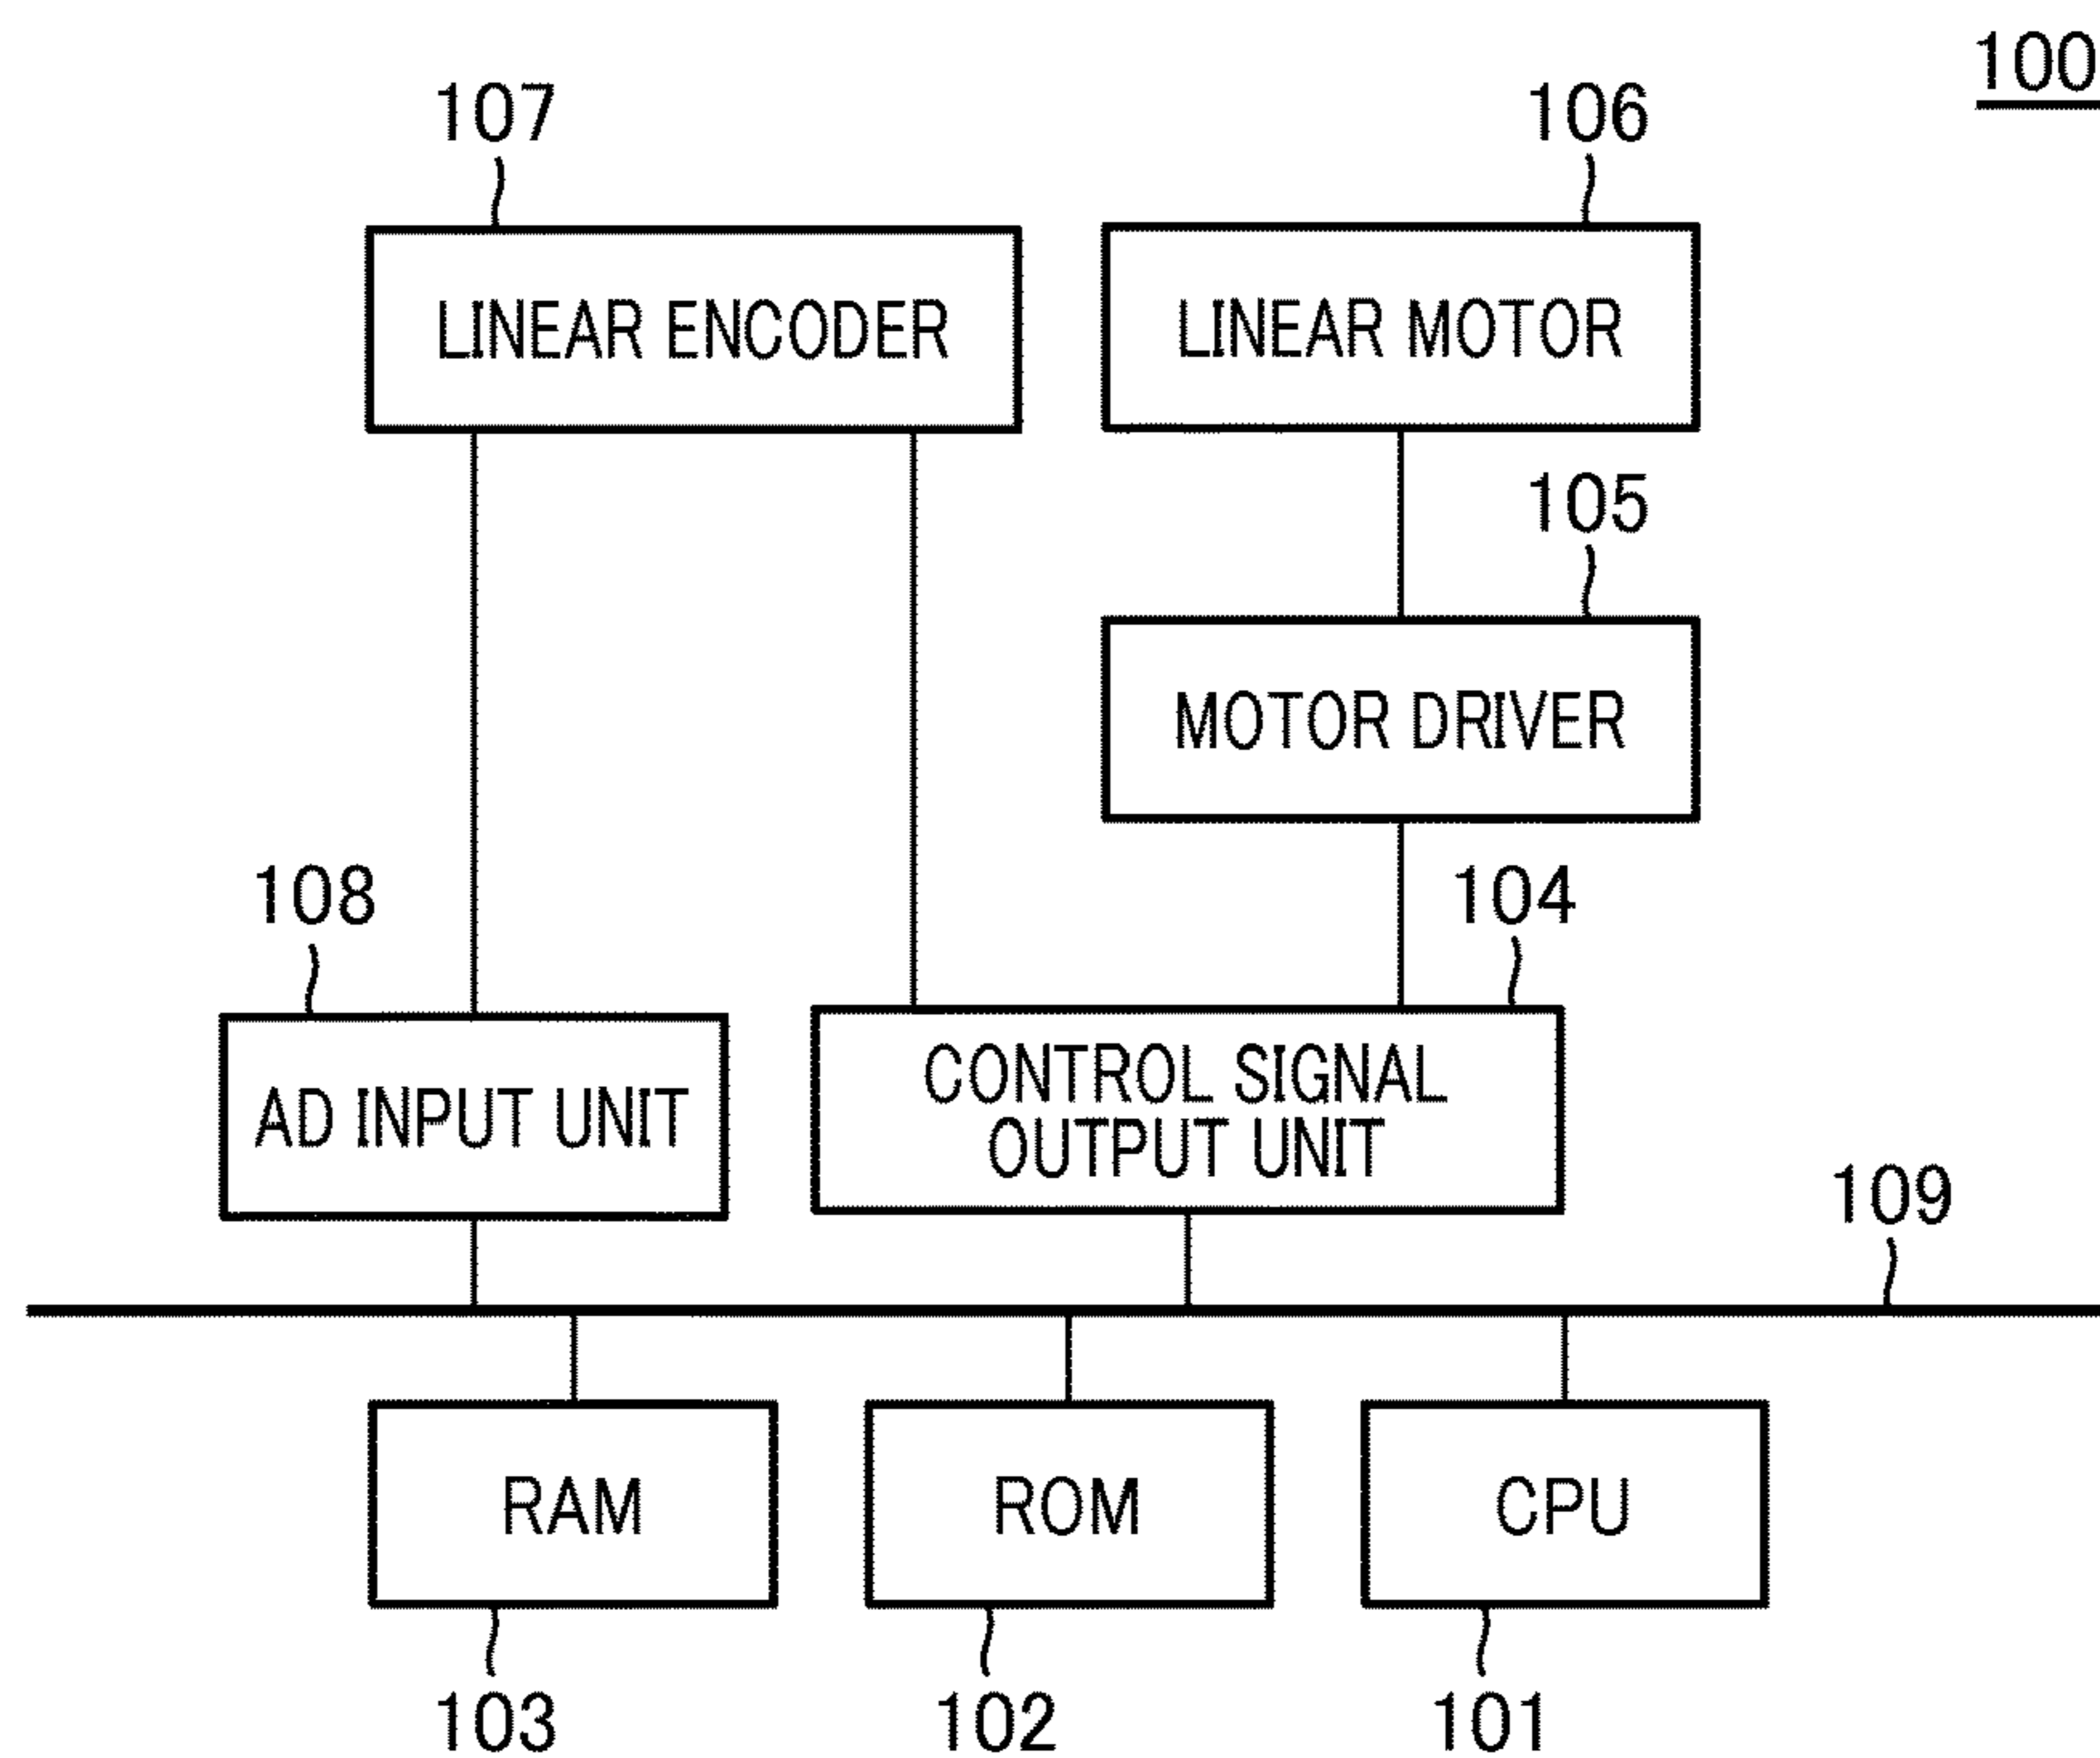 100
107
106
LINEAR ENCODER
LINEAR MOTOR
105
MOTOR DRIVER
108
104
AD INPUT UNIT
CONTROL SIGNAL
OUTPUT UNIT
109
RAM
ROM
CPU
103
102
101